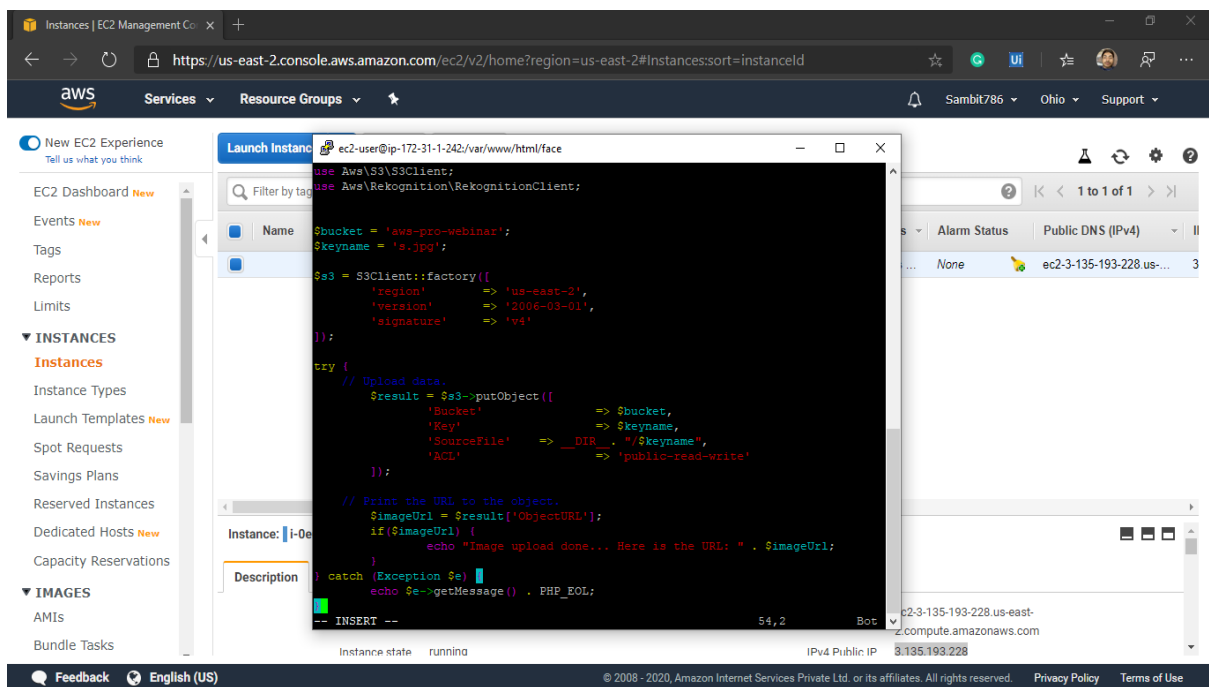 Instances | EC2 Management Co
https://us-east-2.console.aws.amazon.com/ec2/v2/home?region=us-east-2#Instances:sort=instanceId
Ui
aws
Services
Resource Groups
Sambit786
Ohio
Support
New EC2 Experience
Tell us what you think
EC2 Dashboard New
Events New
Tags
Reports
Limits
INSTANCES
Instances
Instance Types
Launch Templates New
Spot Requests
Savings Plans
Reserved Instances
Dedicated Hosts New
Capacity Reservations
IMAGES
AMIs
Bundle Tasks
Launch Instanc
Filter by tag
1 to 1 of 1
Name
s
Alarm Status
Public DNS (IPv4)
...
None
ec2-3-135-193-228.us-...
3
ec2-user@ip-172-31-1-242:/var/www/html/face
use Aws\S3\S3Client;
use Aws\Rekognition\RekognitionClient;
$bucket = 'aws-pro-webinar';
$keyname = 's.jpg';
$s3 = S3Client::factory([
'region' => 'us-east-2',
'version' => '2006-03-01',
'signature' => 'v4'
]);
try {
// Upload data.
$result = $s3->putObject([
'Bucket' => $bucket,
'Key' => $keyname,
'SourceFile' => __DIR__. "/$keyname",
'ACL' => 'public-read-write'
]);
// Print the URL to the object.
$imageUrl = $result['ObjectURL'];
if($imageUrl) {
echo "Image upload done... Here is the URL: " . $imageUrl;
}
} catch (Exception $e) {
echo $e->getMessage() . PHP_EOL;
}
-- INSERT -- 54,2 Bot
Instance: i-0e
Description
Instance state running
IPv4 Public IP 3.135.193.228
c2-3-135-193-228.us-east-
2.compute.amazonaws.com
Feedback
English (US)
© 2008 - 2020, Amazon Internet Services Private Ltd. or its affiliates. All rights reserved.
Privacy Policy
Terms of Use